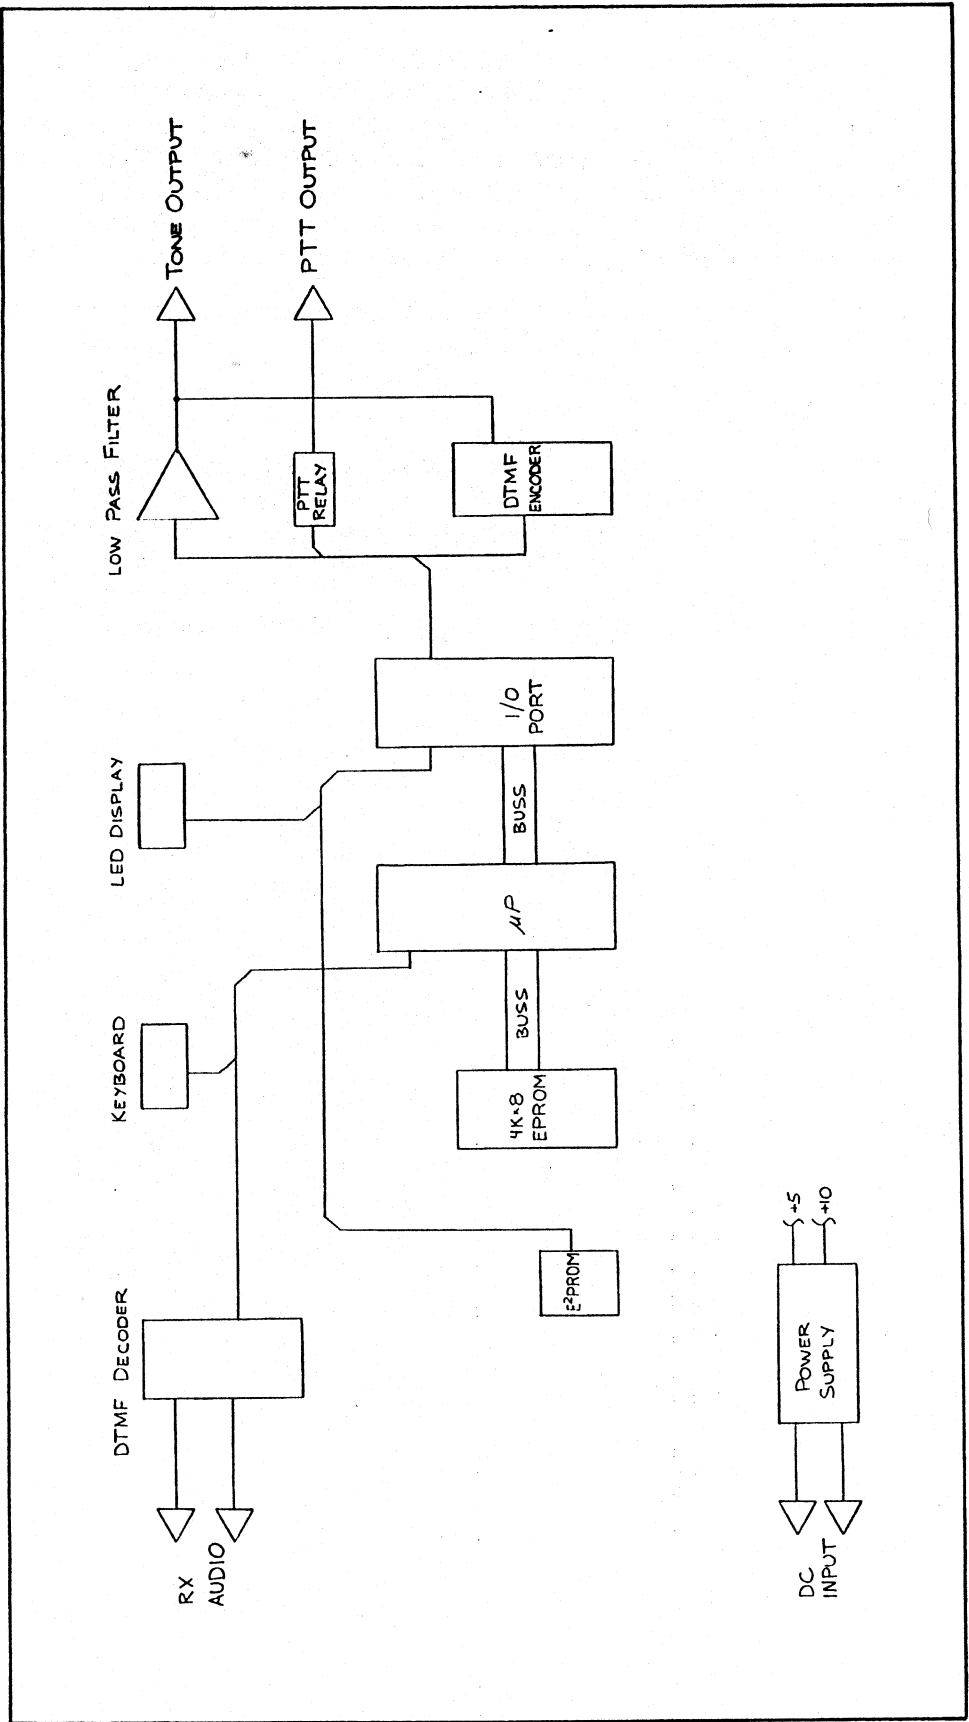 LOW PASS FILTER
TONE OUTPUT
LED DISPLAY
KEYBOARD
DTMF DECODER
RX
AUDIO
PTT
RELAY
PTT OUTPUT
DTMF
ENCODER
I/O
PORT
BUSS
µP
BUSS
4K×8
EPROM
E²PROM
DC
INPUT
POWER
SUPPLY
+5
+10